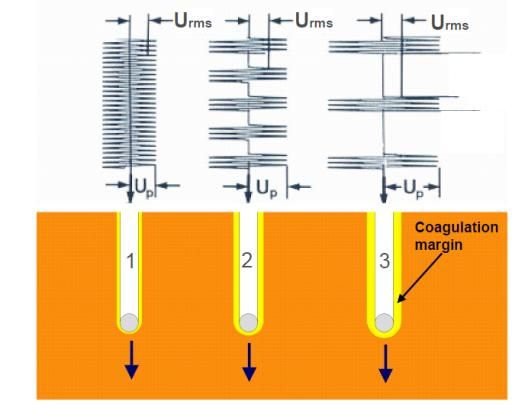 Urms Urms Urms
Up Up Up
1 2 3
Coagulation
margin